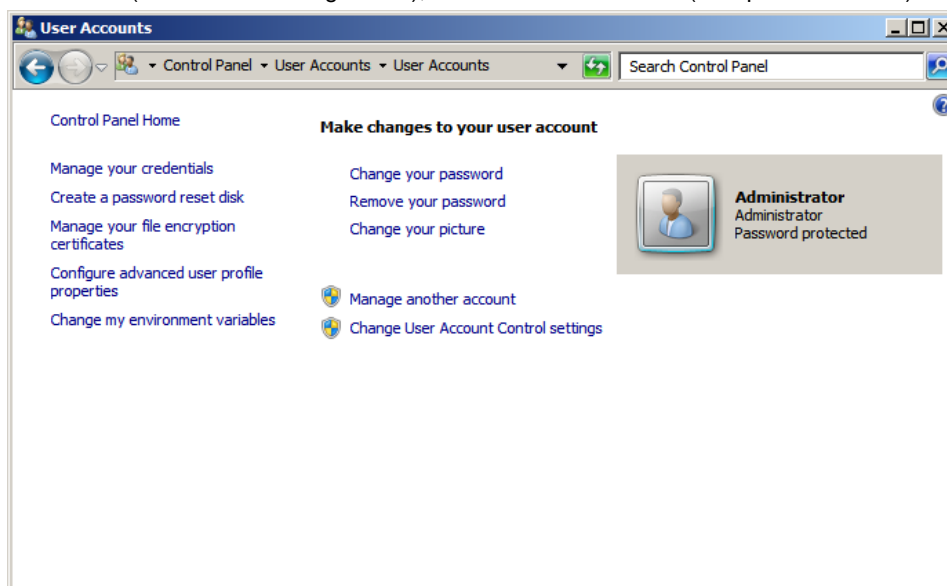 User Accounts
Control Panel User Accounts User Accounts
Search Control Panel
Control Panel Home
Manage your credentials
Create a password reset disk
Manage your file encryption
certificates
Configure advanced user profile
properties
Change my environment variables
Make changes to your user account
Change your password
Remove your password
Change your picture
Manage another account
Change User Account Control settings
Administrator
Administrator
Password protected